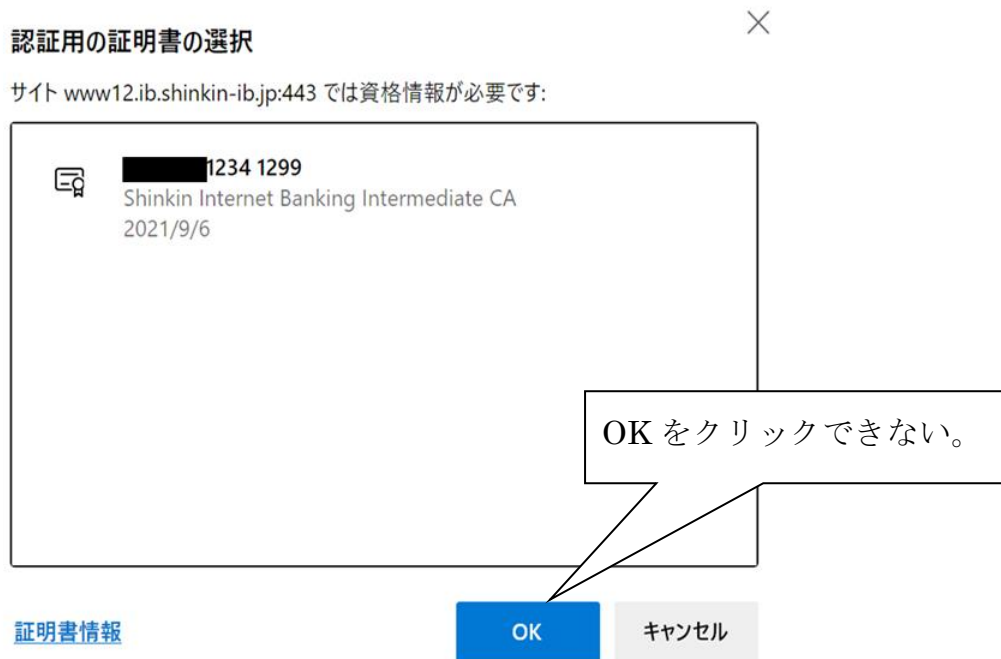 認証用の証明書の選択
サイト www12.ib.shinkin-ib.jp:443 では資格情報が必要です:
1234 1299
Shinkin Internet Banking Intermediate CA
2021/9/6
OK をクリックできない。
証明書情報
OK
キャンセル